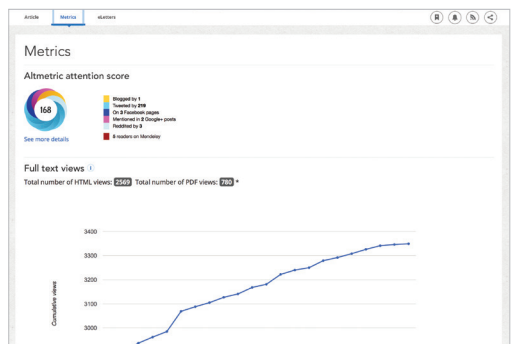 Article Metrics eLetters
Metrics
Altmetric attention score
168
Blogged by 1
Tweeted by 219
On 3 Facebook pages
Mentioned in 2 Google+ posts
Reddited by 3
5 readers on Mendeley
See more details
Full text views i
Total number of HTML views: 2569 Total number of PDF views: 780 *
3400
3300
3200
3100
3000
Cumulative views